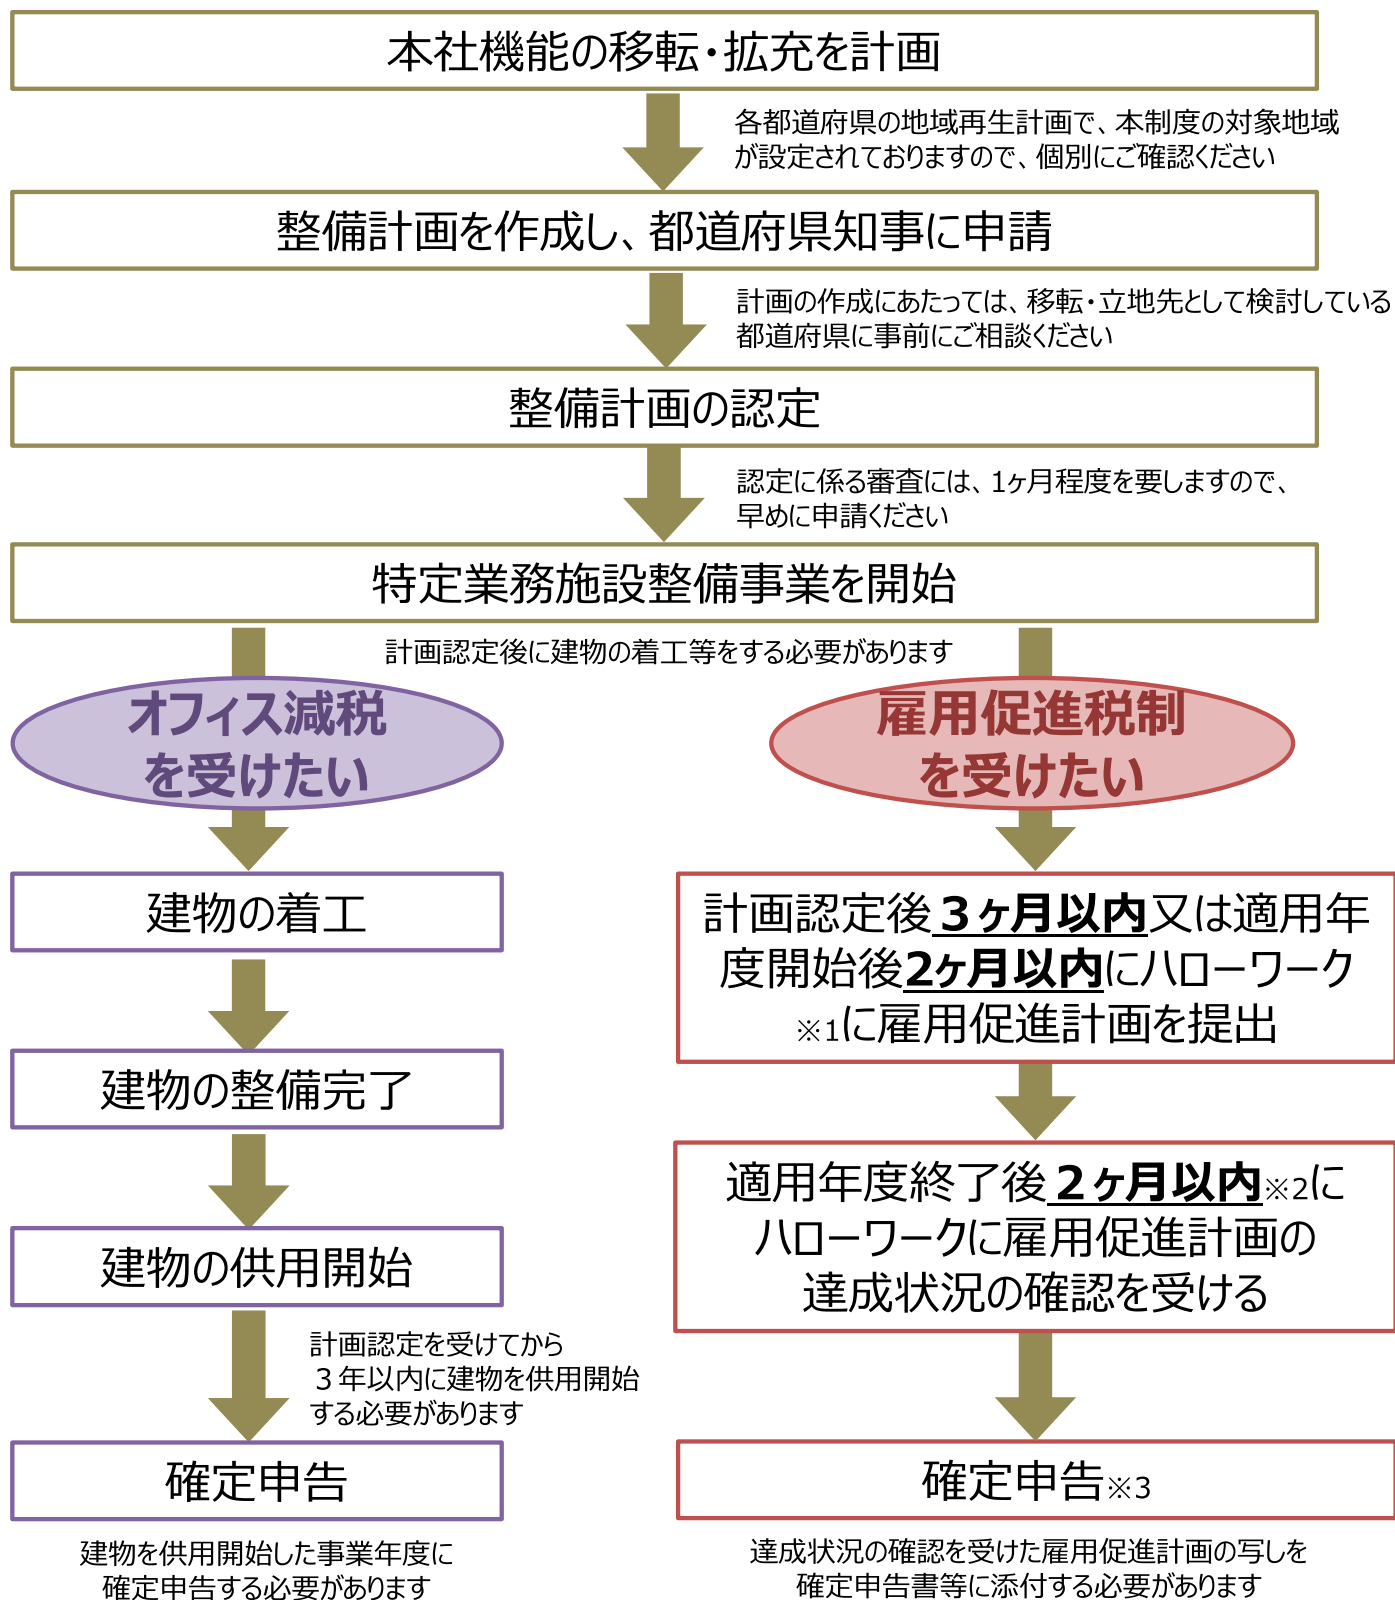 本社機能の移転・拡充を計画
各都道府県の地域再生計画で、本制度の対象地域
が設定されておりますので、個別にご確認ください
整備計画を作成し、都道府県知事に申請
計画の作成にあたっては、移転・立地先として検討している
都道府県に事前にご相談ください
整備計画の認定
認定に係る審査には、1ヶ月程度を要しますので、
早めに申請ください
特定業務施設整備事業を開始
計画認定後に建物の着工等をする必要があります
オフィス減税
を受けたい
建物の着工
建物の整備完了
建物の供用開始
計画認定を受けてから
３年以内に建物を供用開始
する必要があります
確定申告
建物を供用開始した事業年度に
確定申告する必要があります
雇用促進税制
を受けたい
計画認定後３ヶ月以内又は適用年
度開始後2ヶ月以内にハローワーク
※1に雇用促進計画を提出
適用年度終了後２ヶ月以内※2に
ハローワークに雇用促進計画の
達成状況の確認を受ける
確定申告※3
達成状況の確認を受けた雇用促進計画の写しを
確定申告書等に添付する必要があります